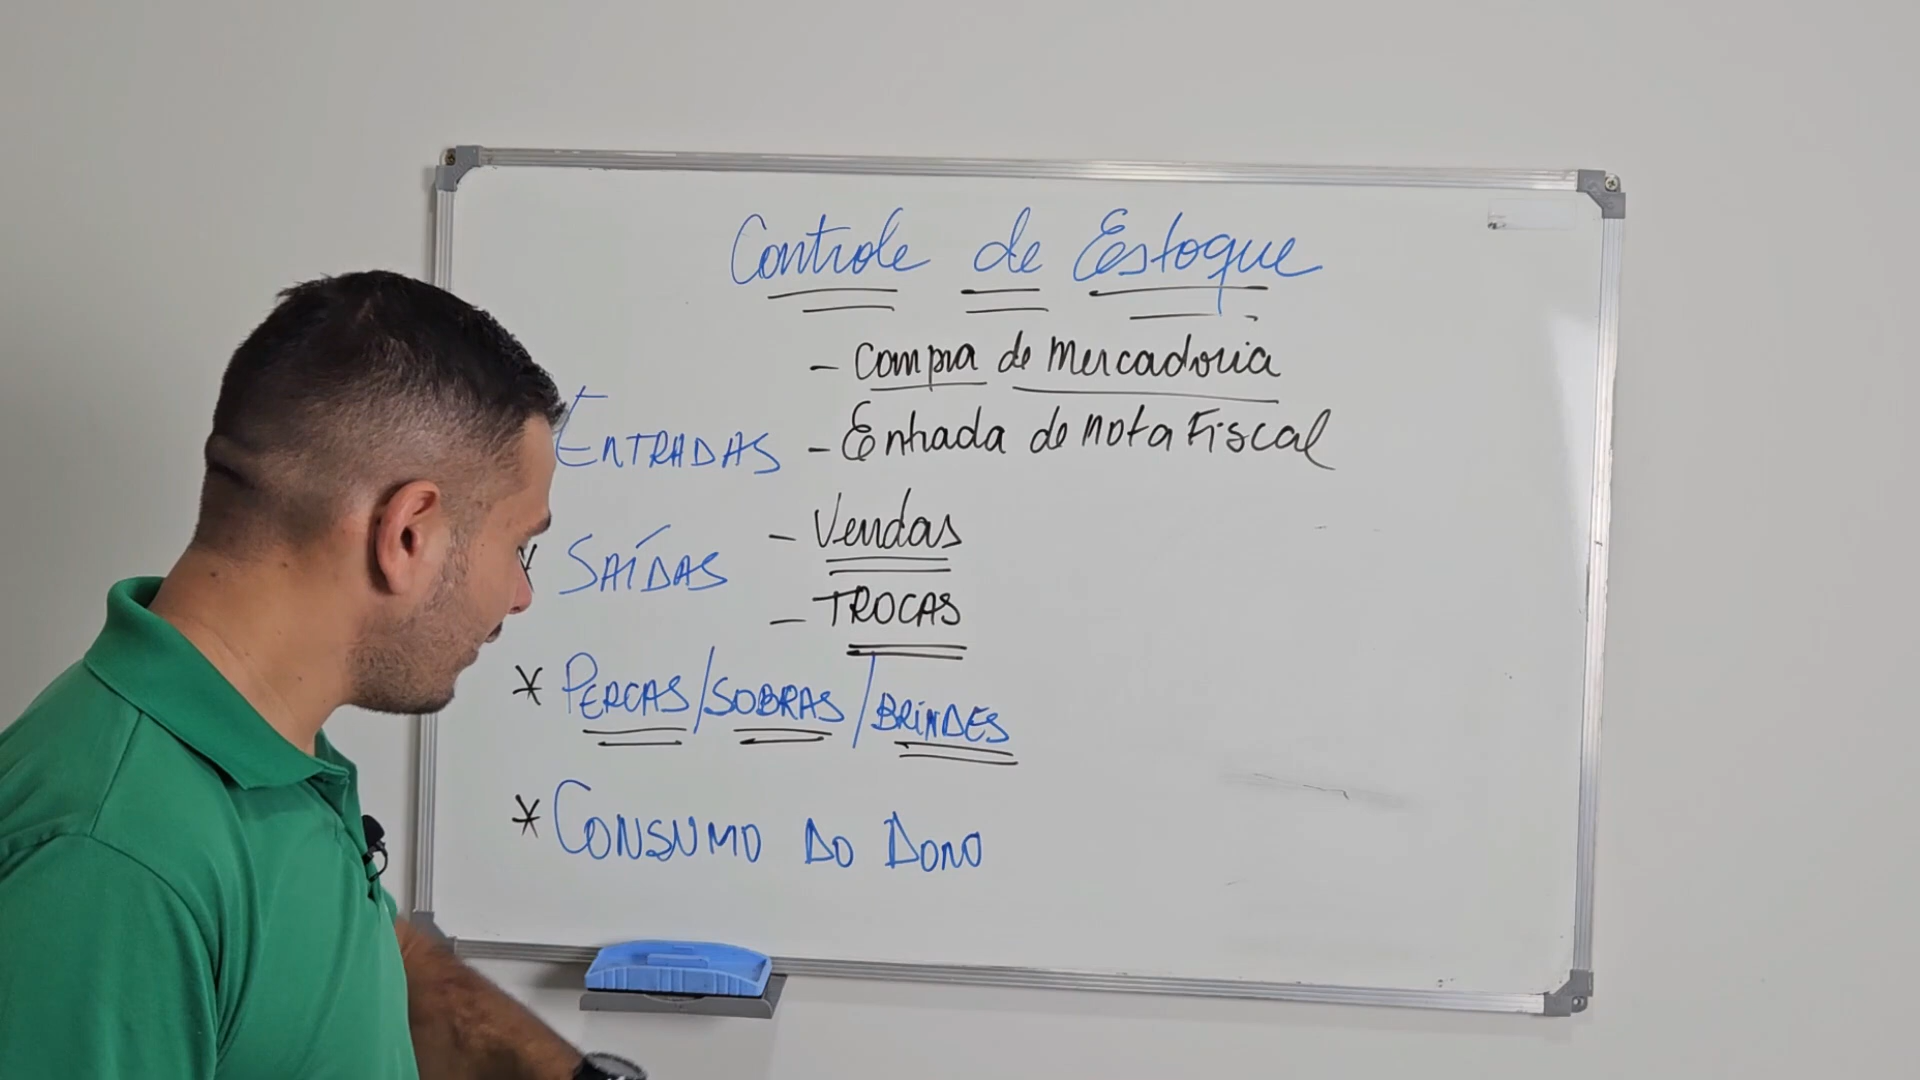 Controle de Estoque
- Compra de Mercadoria
ENTRADAS - Entrada de nota Fiscal
- Vendas
* SAÍDAS
- TROCAS
* PERCAS/SOBRAS/BRINDES
* CONSUMO DO DONO